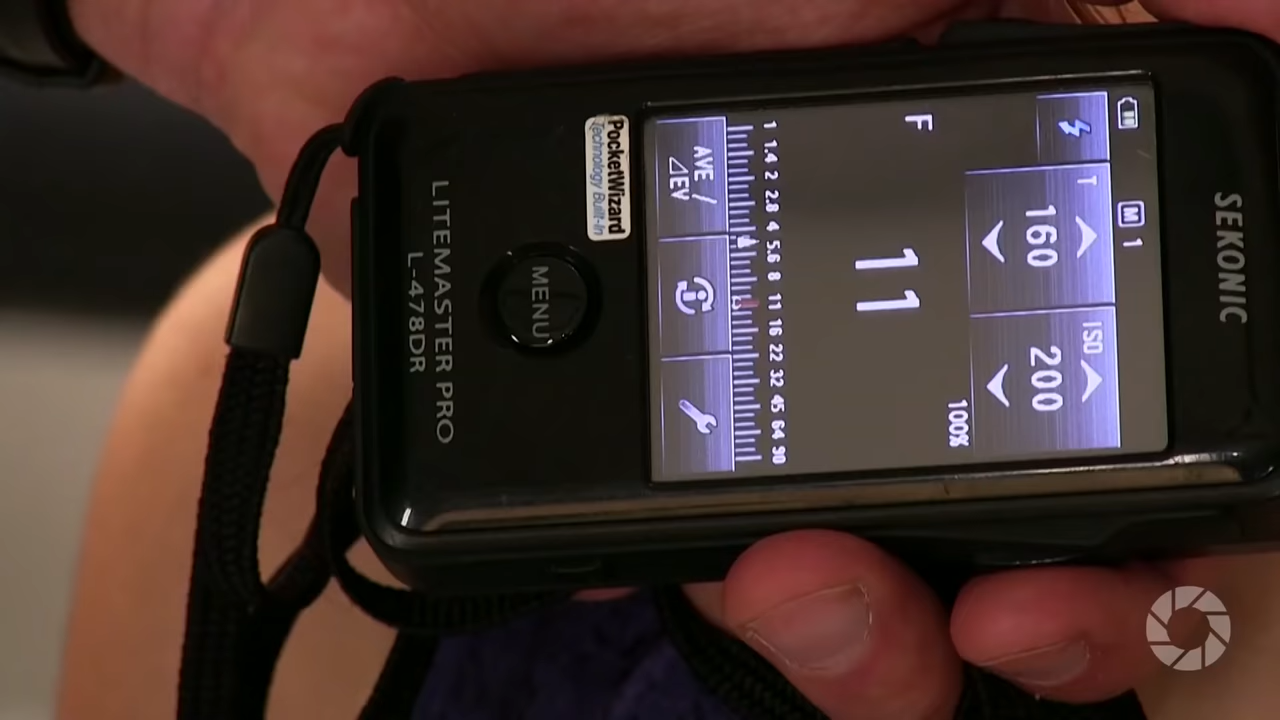 SEKONIC
M 1
T
160
ISO
200
F
11
100%
1 1.4 2 2.8 4 5.6 8 11 16 22 32 45 64 90
AVE /
⊿EV
PocketWizard
Technology Built-In
MENU
LITEMASTER PRO
L-478DR